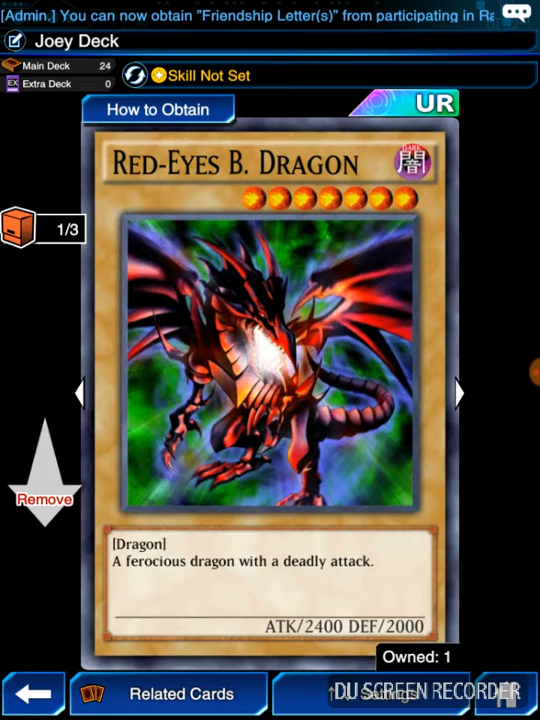 [Admin.] You can now obtain "Friendship Letter(s)" from participating in Ra
Joey Deck
Main Deck 24
EX Extra Deck 0
Skill Not Set
How to Obtain
UR
RED-EYES B. DRAGON
DARK
闇
1/3
Remove
[Dragon]
A ferocious dragon with a deadly attack.
ATK/2400 DEF/2000
Owned: 1
Related Cards
Settings
DU SCREEN RECORDER